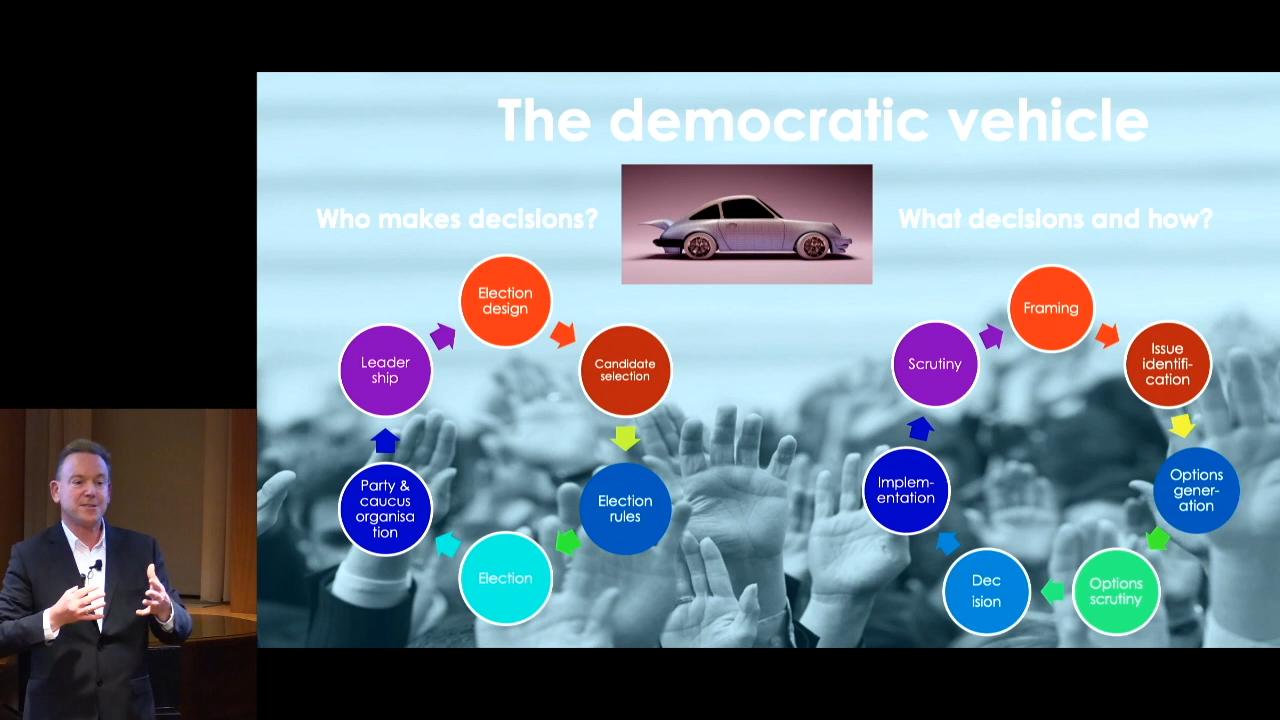 The democratic vehicle
Who makes decisions?
What decisions and how?
Election
design
Candidate
selection
Election
rules
Election
Party &
caucus
organisa
tion
Leader
ship
Framing
Issue
identifi-
cation
Options
gener-
ation
Options
scrutiny
Dec
ision
Implem-
entation
Scrutiny